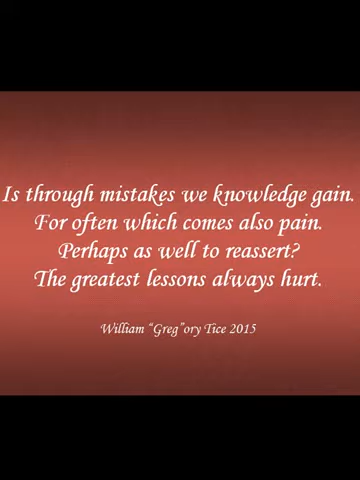 Is through mistakes we knowledge gain.
For often which comes also pain.
Perhaps as well to reassert?
The greatest lessons always hurt.
William "Greg"ory Tice 2015